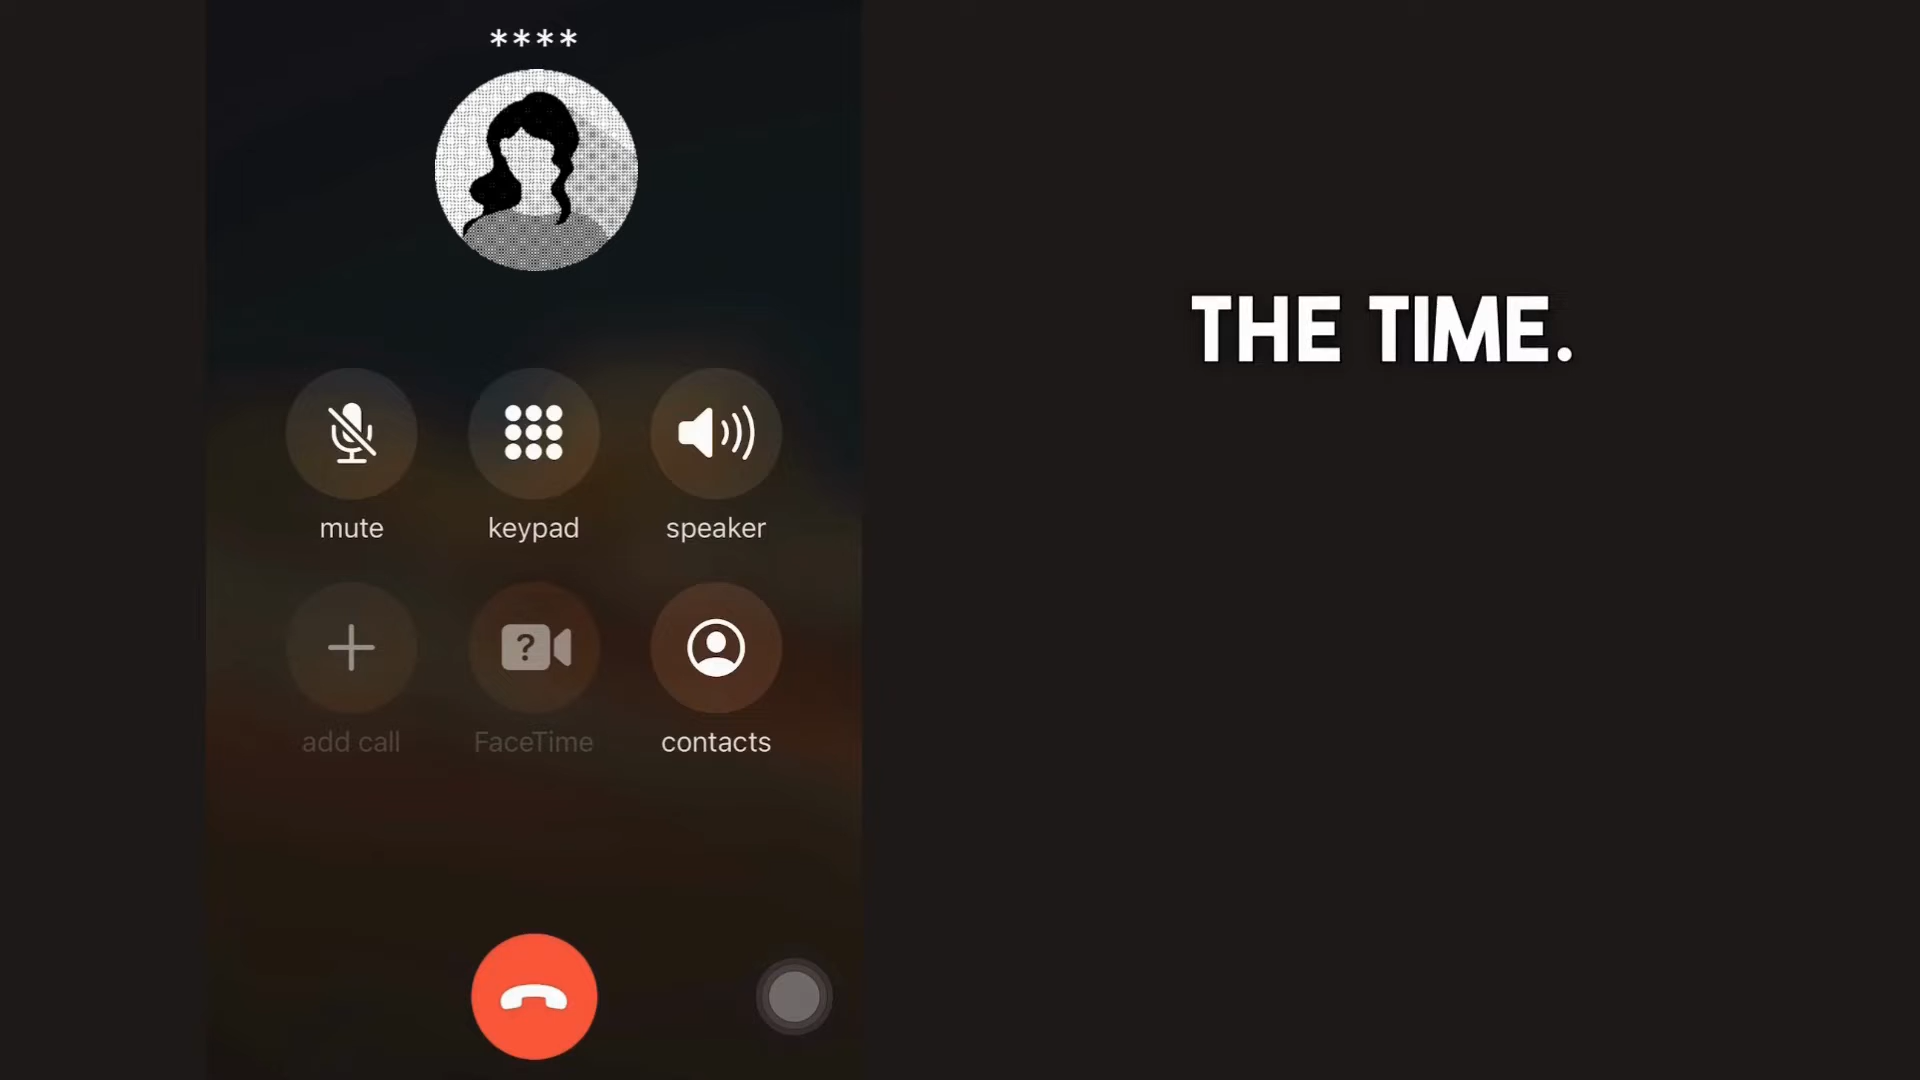 ****
THE TIME.
mute
keypad
speaker
?
add call
FaceTime
contacts